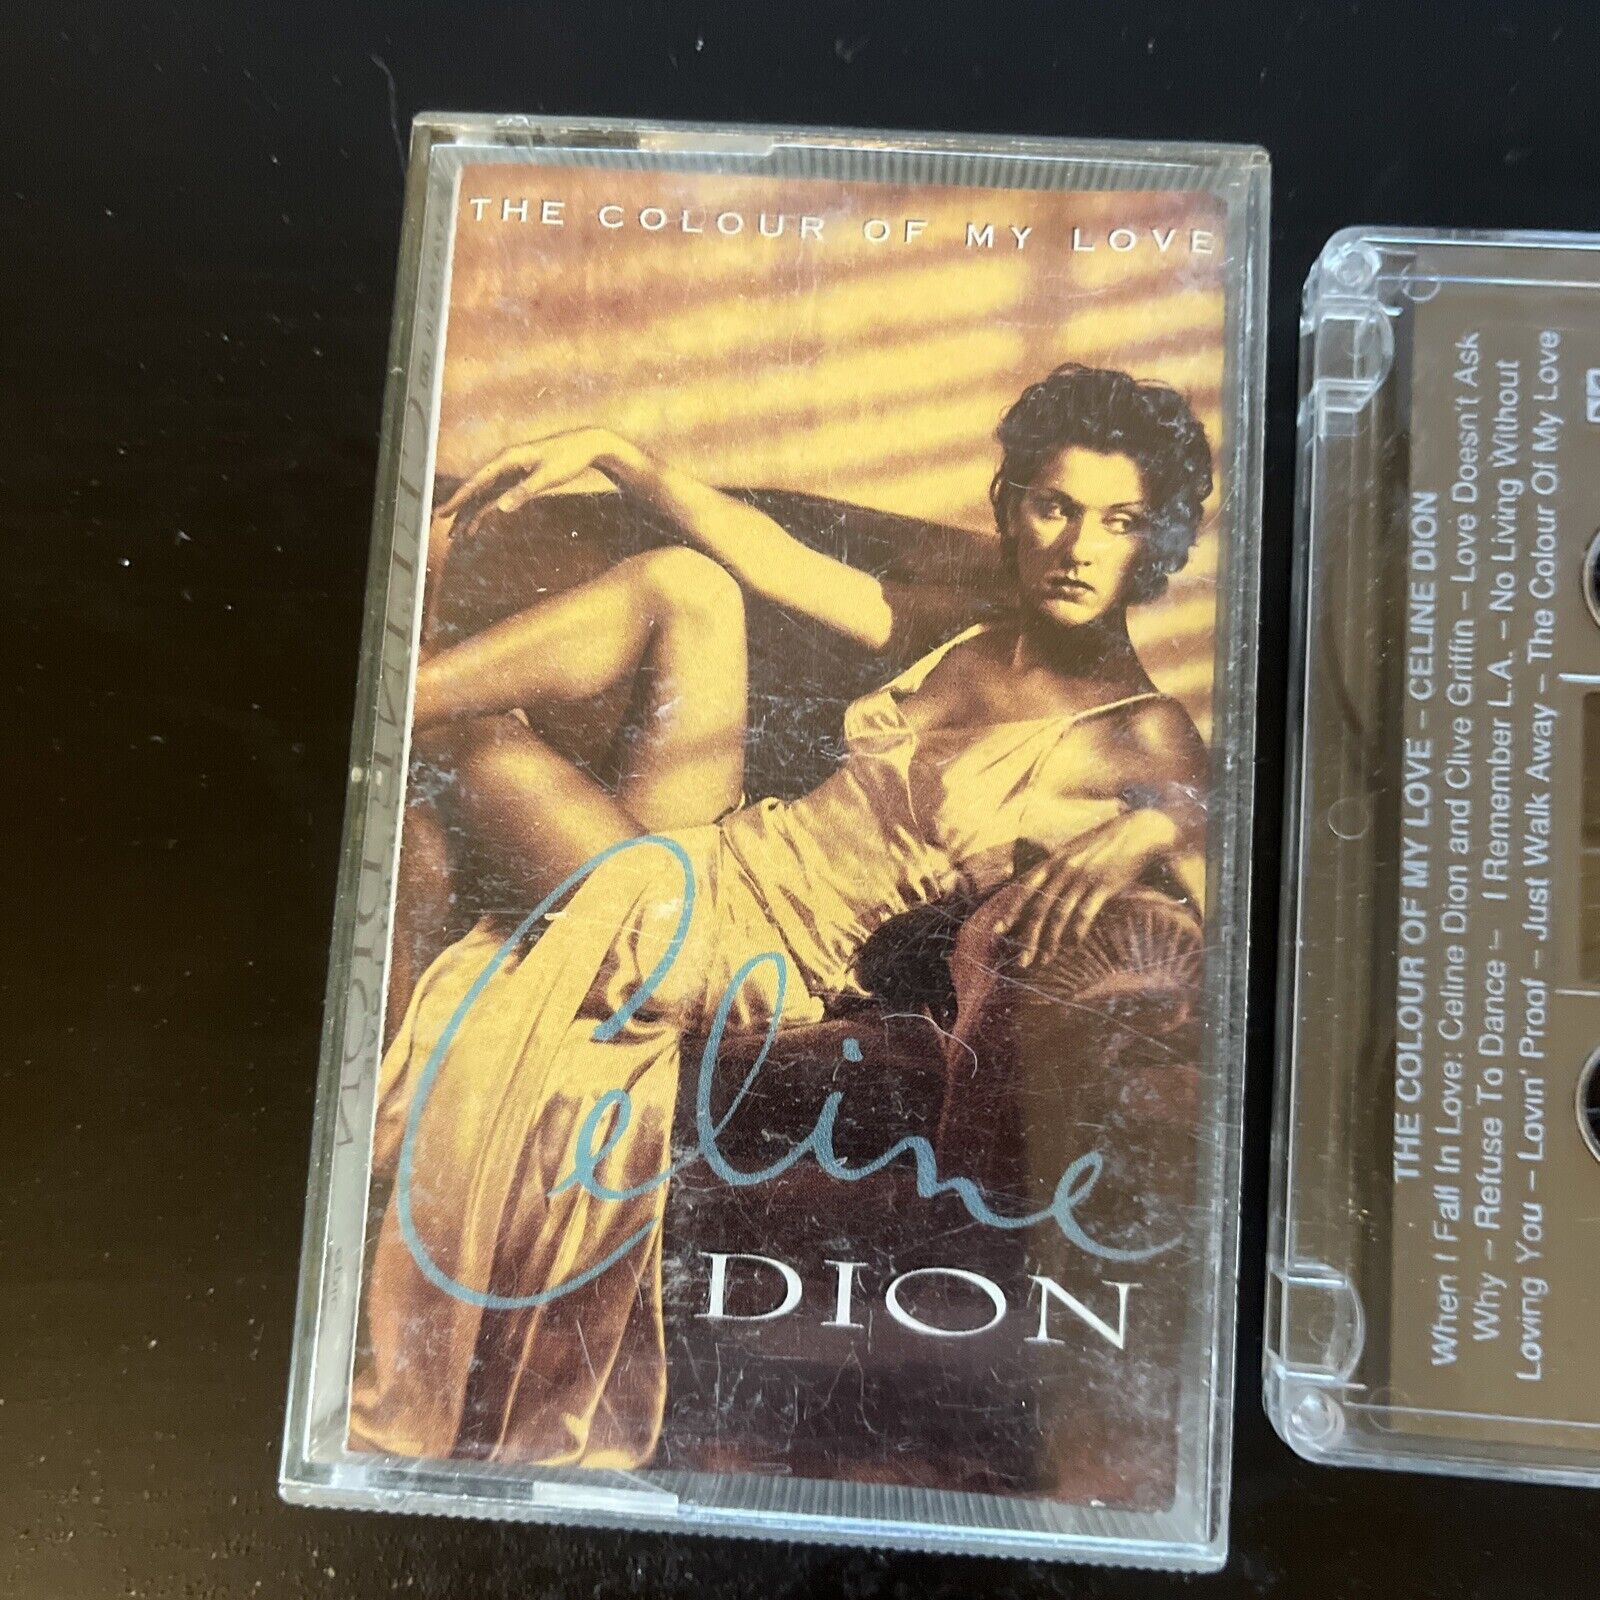 THE COLOUR OF MY LOVE
Celine
DION
THE COLOUR OF MY LOVE – CELINE DION
When I Fall In Love: Celine Dion and Clive Griffin – Love Doesn't Ask
Why – Refuse To Dance – I Remember L.A. – No Living Without
Loving You – Lovin' Proof – Just Walk Away – The Colour Of My Love